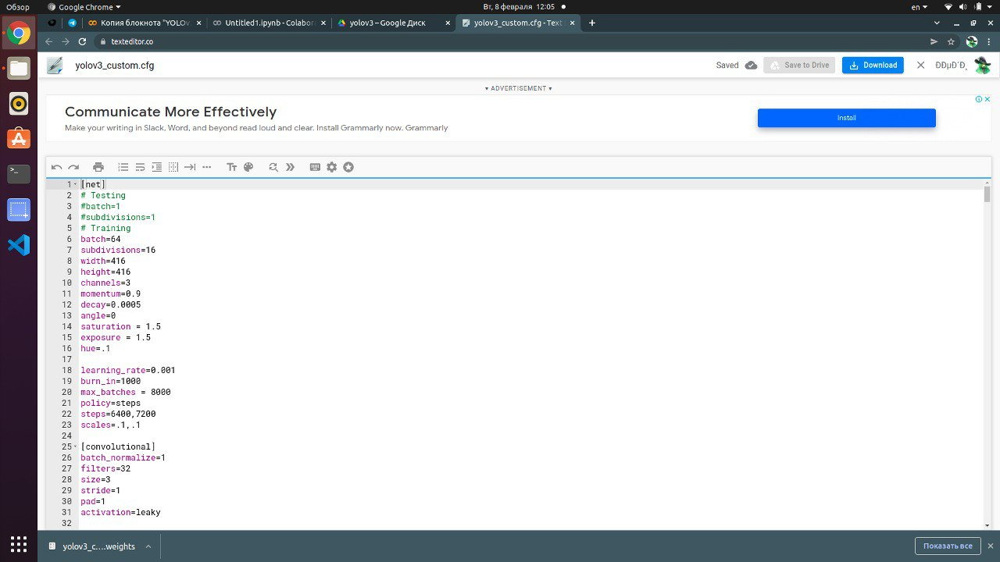 Обзор
Google Chrome
Вт, 8 февраля 12:05
en
Копия блокнота "YOLOv
Untitled1.ipynb - Colabora
yolov3 – Google Диск
yolov3_custom.cfg - Text
texteditor.co
yolov3_custom.cfg
Saved
Save to Drive
Download
ÐÐµÐ´Ð¸
▾ ADVERTISEMENT ▾
Communicate More Effectively
Make your writing in Slack, Word, and beyond read loud and clear. Install Grammarly now. Grammarly
Install
1 [net]
2 # Testing
3 #batch=1
4 #subdivisions=1
5 # Training
6 batch=64
7 subdivisions=16
8 width=416
9 height=416
10 channels=3
11 momentum=0.9
12 decay=0.0005
13 angle=0
14 saturation = 1.5
15 exposure = 1.5
16 hue=.1
17
18 learning_rate=0.001
19 burn_in=1000
20 max_batches = 8000
21 policy=steps
22 steps=6400,7200
23 scales=.1,.1
24
25 [convolutional]
26 batch_normalize=1
27 filters=32
28 size=3
29 stride=1
30 pad=1
31 activation=leaky
32
yolov3_c....weights
Показать все